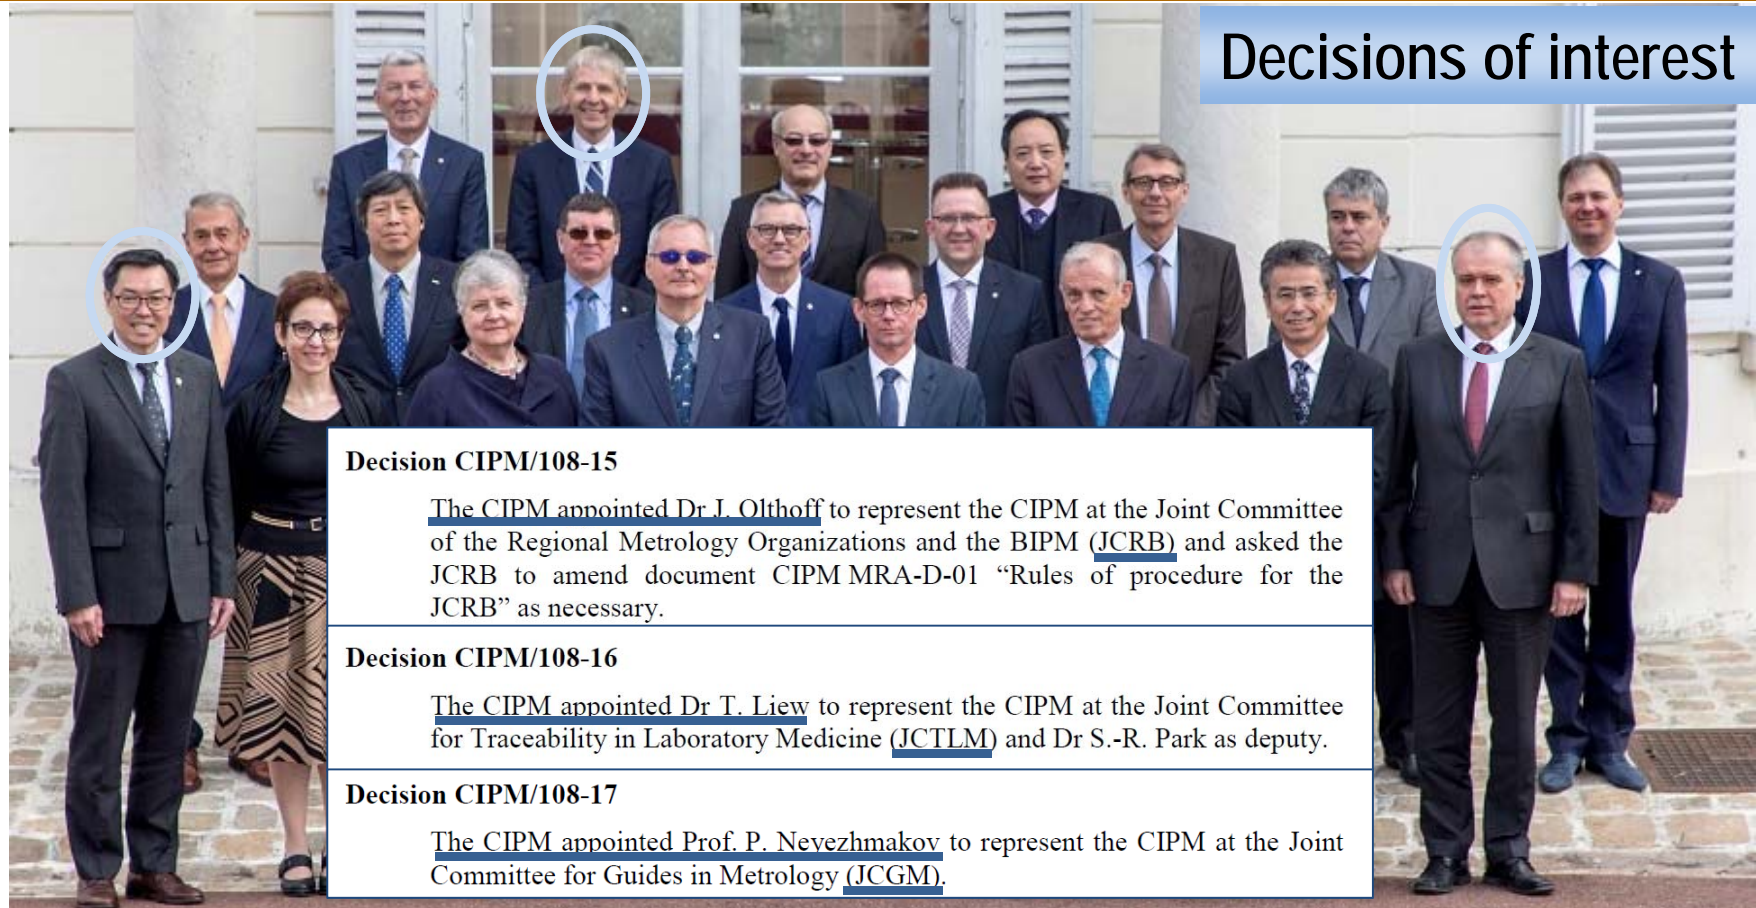 Decisions of interest
Decision CIPM/108-15
The CIPM appointed Dr J. Olthoff to represent the CIPM at the Joint Committee
of the Regional Metrology Organizations and the BIPM (JCRB) and asked the
JCRB to amend document CIPM MRA-D-01 “Rules of procedure for the
JCRB” as necessary.
Decision CIPM/108-16
The CIPM appointed Dr T. Liew to represent the CIPM at the Joint Committee
for Traceability in Laboratory Medicine (JCTLM) and Dr S.-R. Park as deputy.
Decision CIPM/108-17
The CIPM appointed Prof. P. Neyezhmakov to represent the CIPM at the Joint
Committee for Guides in Metrology (JCGM).